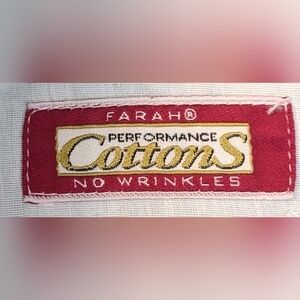 FARAH®
PERFORMANCE
CottonS
NO WRINKLES